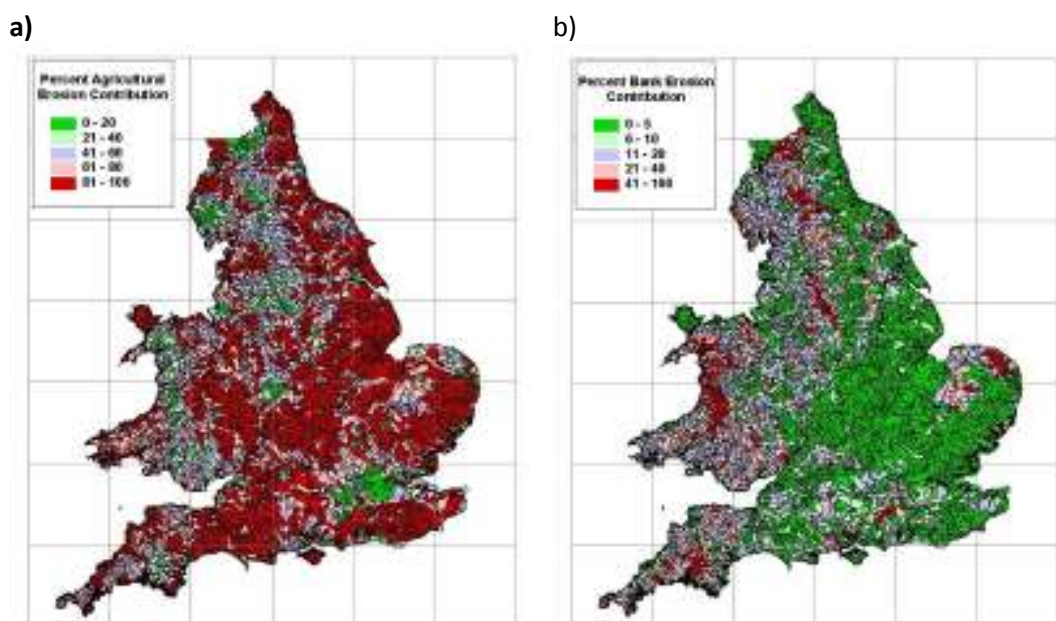 a)
Percent Agricultural
Erosion Contribution
0 - 20
21 - 40
41 - 60
61 - 80
81 - 100
b)
Percent Bank Erosion
Contribution
0 - 5
6 - 10
11 - 20
21 - 40
41 - 100